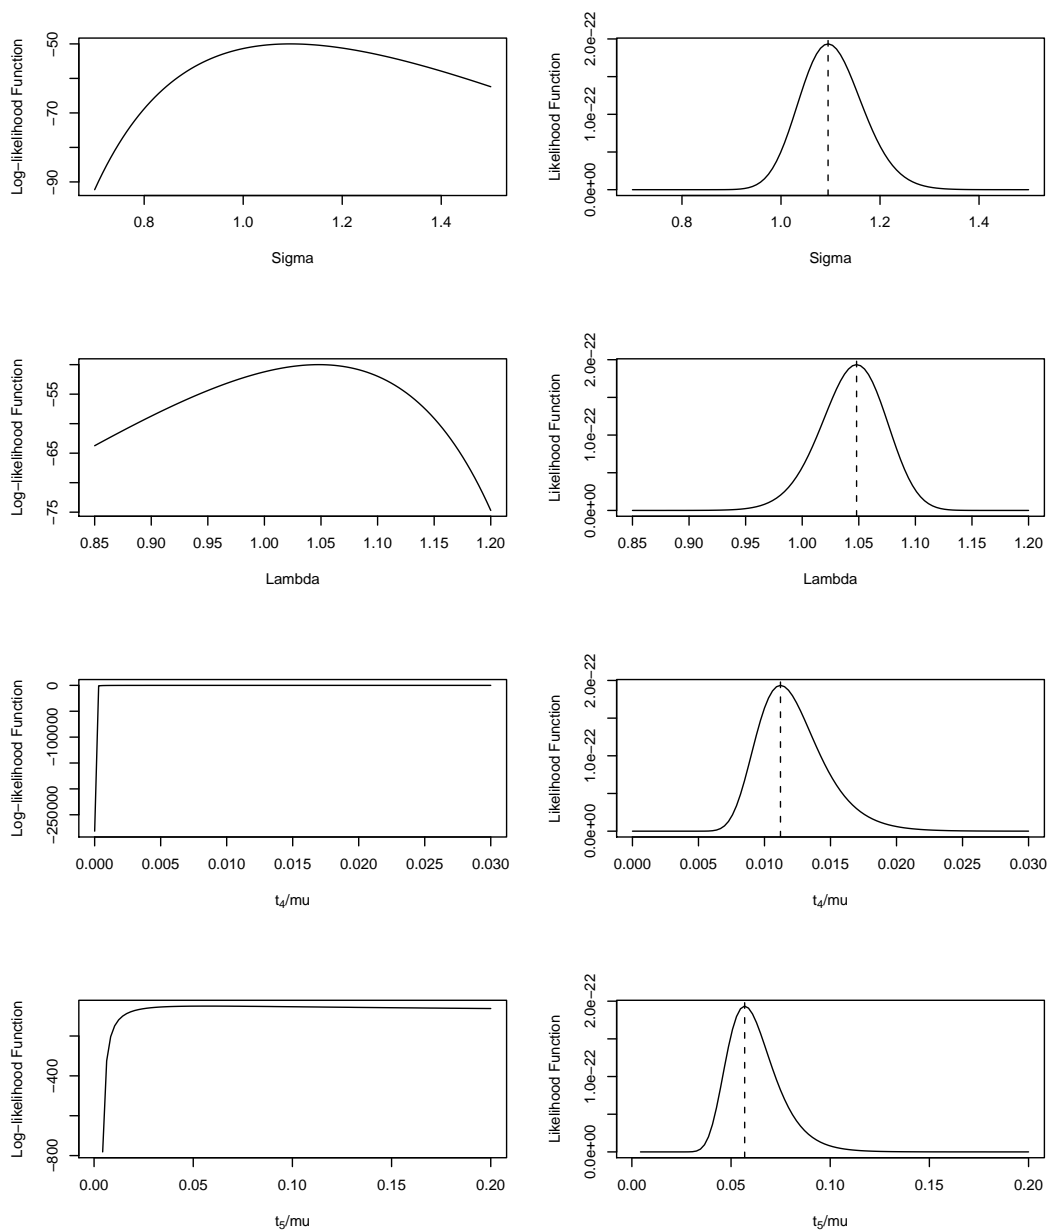 Log−likelihood Function
−90
−70
−50
0.8
1.0
1.2
1.4
Sigma
Likelihood Function
0.0e+00
1.0e−22
2.0e−22
0.8
1.0
1.2
1.4
Sigma
Log−likelihood Function
−75
−65
−55
0.85
0.90
0.95
1.00
1.05
1.10
1.15
1.20
Lambda
Likelihood Function
0.0e+00
1.0e−22
2.0e−22
0.85
0.90
0.95
1.00
1.05
1.10
1.15
1.20
Lambda
Log−likelihood Function
−250000
−100000
0
0.000
0.005
0.010
0.015
0.020
0.025
0.030
t₄/mu
Likelihood Function
0.0e+00
1.0e−22
2.0e−22
0.000
0.005
0.010
0.015
0.020
0.025
0.030
t₄/mu
Log−likelihood Function
−800
−400
0.00
0.05
0.10
0.15
0.20
t₅/mu
Likelihood Function
0.0e+00
1.0e−22
2.0e−22
0.00
0.05
0.10
0.15
0.20
t₅/mu